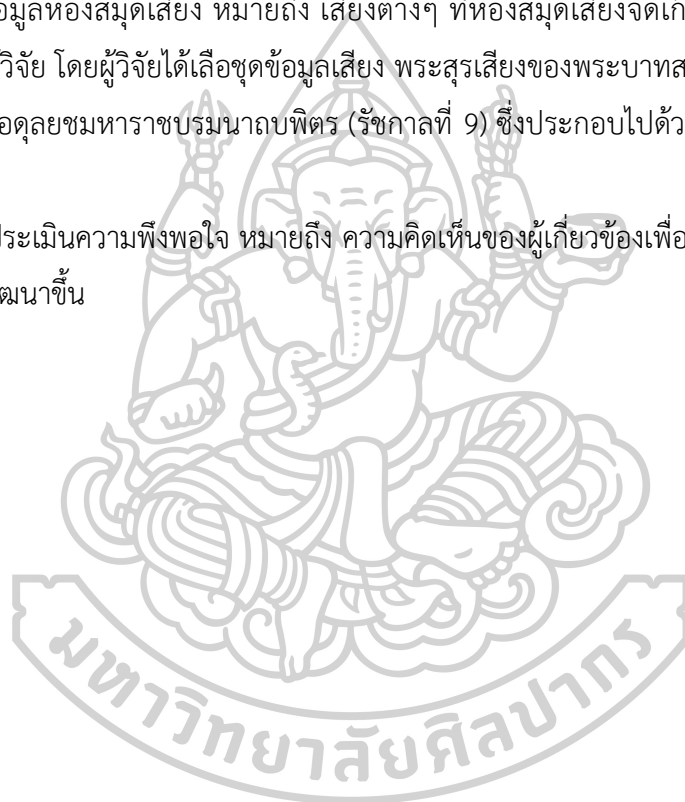 อมูลห้องสมุดเสียง หมายถึง เสียงต่างๆ ที่ห้องสมุดเสียงจัดเก
วิจัย โดยผู้วิจัยได้เลือชุดข้อมูลเสียง พระสุรเสียงของพระบาทส
อดุลยชมหาราชบรมนาถบพิตร (รัชกาลที่ 9) ซึ่งประกอบไปด้ว
ประเมินความพึงพอใจ หมายถึง ความคิดเห็นของผู้เกี่ยวข้องเพื่อ
ฒนาขึ้น
มหาวิทยาลัยศิลปากร